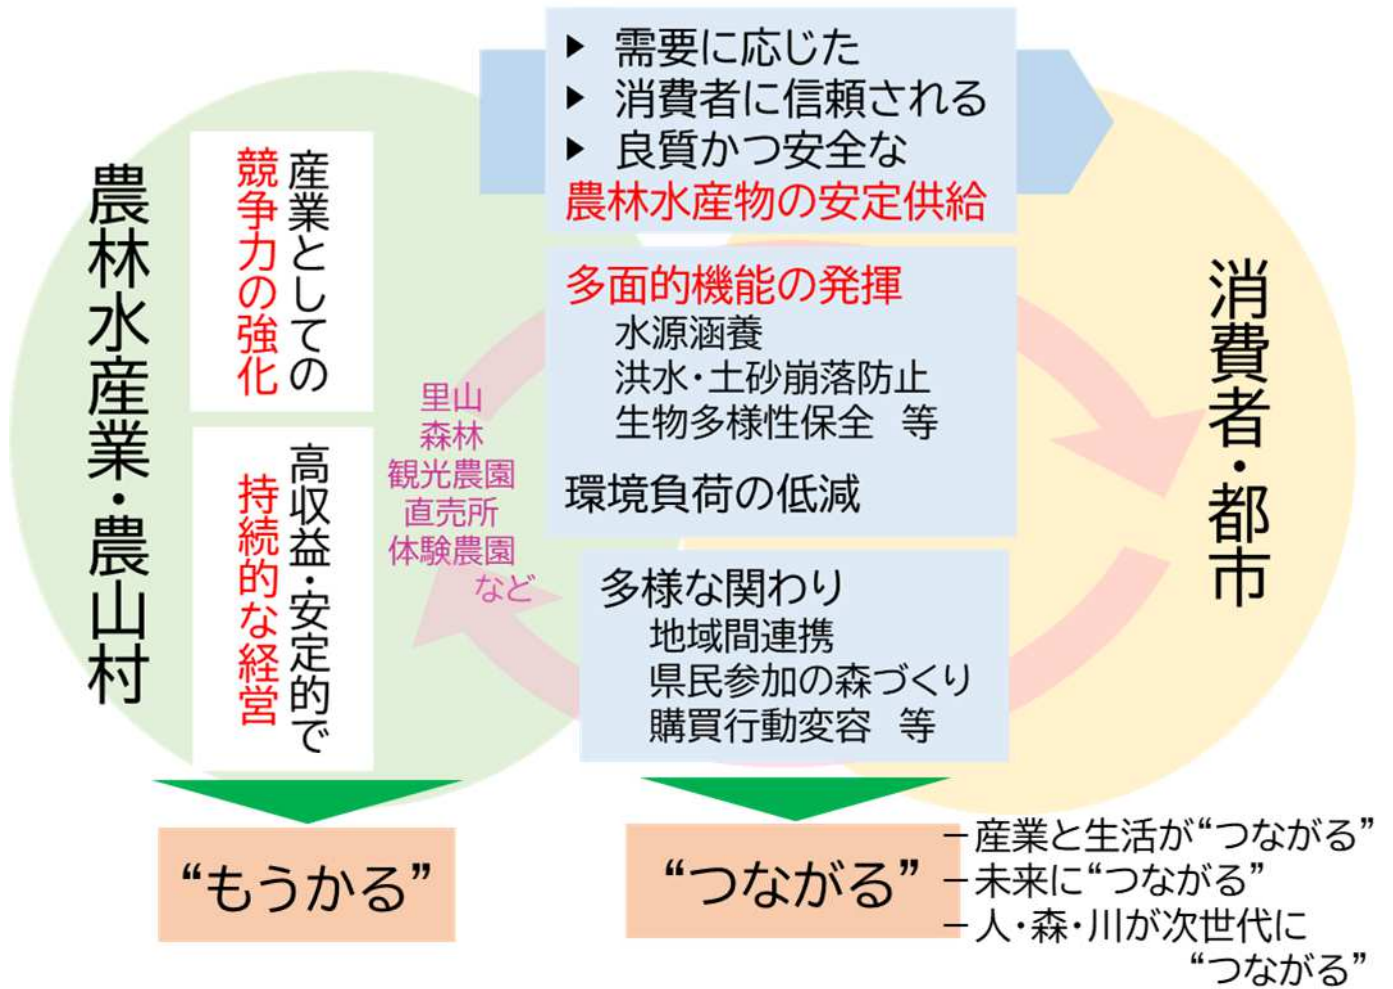 農林水産業・農山村
産業としての
競争力の強化
高収益・安定的で
持続的な経営
里山
森林
観光農園
直売所
体験農園
など
▶ 需要に応じた
▶ 消費者に信頼される
▶ 良質かつ安全な
農林水産物の安定供給
多面的機能の発揮
水源涵養
洪水・土砂崩落防止
生物多様性保全 等
環境負荷の低減
多様な関わり
地域間連携
県民参加の森づくり
購買行動変容 等
消費者・都市
“もうかる”
“つながる”
－産業と生活が“つながる”
－未来に“つながる”
－人・森・川が次世代に
“つながる”